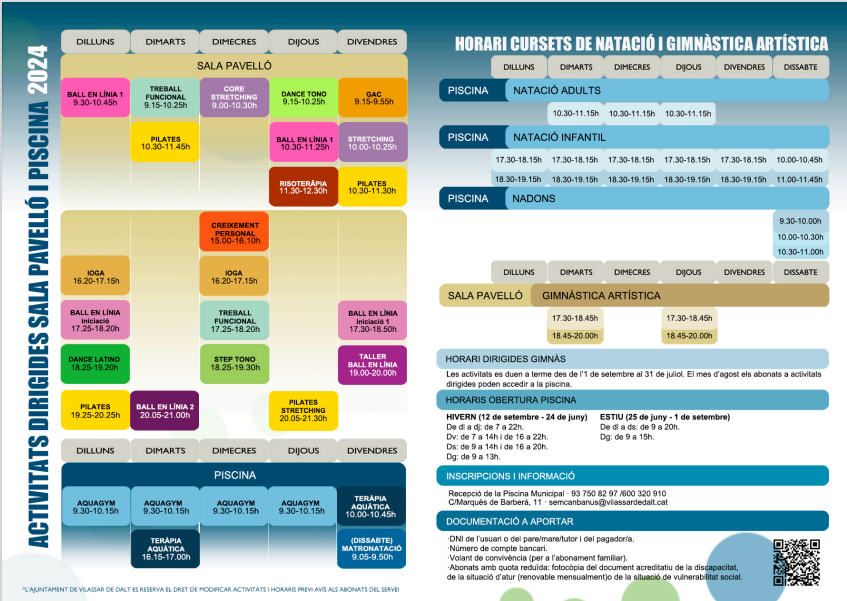 ACTIVITATS DIRIGIDES SALA PAVELLÓ I PISCINA 2024
DILLUNS DIMARTS DIMECRES DIJOUS DIVENDRES
SALA PAVELLÓ
BALL EN LÍNIA 1
9.30-10.45h
TREBALL
FUNCIONAL
9.15-10.25h
CORE
STRETCHING
9.00-10.30h
DANCE TONO
9.15-10.25h
GAC
9.15-9.55h
PILATES
10.30-11.45h
BALL EN LÍNIA 1
10.30-11.25h
STRETCHING
10.00-10.25h
RISOTERÀPIA
11.30-12.30h
PILATES
10.30-11.30h
CREIXEMENT
PERSONAL
15.00-16.10h
IOGA
16.20-17.15h
IOGA
16.20-17.15h
BALL EN LÍNIA
iniciació
17.25-18.20h
TREBALL
FUNCIONAL
17.25-18.20h
BALL EN LÍNIA
iniciació 1
17.30-18.50h
DANCE LATINO
18.25-19.20h
STEP TONO
18.25-19.30h
TALLER
BALL EN LÍNIA
19.00-20.00h
PILATES
19.25-20.25h
BALL EN LÍNIA 2
20.05-21.00h
PILATES
STRETCHING
20.05-21.30h
DILLUNS DIMARTS DIMECRES DIJOUS DIVENDRES
PISCINA
AQUAGYM
9.30-10.15h
AQUAGYM
9.30-10.15h
AQUAGYM
9.30-10.15h
AQUAGYM
9.30-10.15h
TERÀPIA
AQUÀTICA
10.00-10.45h
TERÀPIA
AQUÀTICA
16.15-17.00h
(DISSABTE)
MATRONATACIÓ
9.05-9.50h
*L'AJUNTAMENT DE VILASSAR DE DALT ES RESERVA EL DRET DE MODIFICAR ACTIVITATS I HORARIS PREVI AVÍS ALS ABONATS DEL SERVEI
HORARI CURSETS DE NATACIÓ I GIMNÀSTICA ARTÍSTICA
DILLUNS DIMARTS DIMECRES DIJOUS DIVENDRES DISSABTE
PISCINA NATACIÓ ADULTS
10.30-11.15h 10.30-11.15h 10.30-11.15h
PISCINA NATACIÓ INFANTIL
17.30-18.15h 17.30-18.15h 17.30-18.15h 17.30-18.15h 17.30-18.15h 10.00-10.45h
18.30-19.15h 18.30-19.15h 18.30-19.15h 18.30-19.15h 18.30-19.15h 11.00-11.45h
PISCINA NADONS
9.30-10.00h
10.00-10.30h
10.30-11.00h
DILLUNS DIMARTS DIMECRES DIJOUS DIVENDRES DISSABTE
SALA PAVELLÓ GIMNÀSTICA ARTÍSTICA
17.30-18.45h 17.30-18.45h
18.45-20.00h 18.45-20.00h
HORARI DIRIGIDES GIMNÀS
Les activitats es duen a terme des de l'1 de setembre al 31 de juliol. El mes d'agost els abonats a activitats
dirigides poden accedir a la piscina.
HORARIS OBERTURA PISCINA
HIVERN (12 de setembre - 24 de juny) ESTIU (25 de juny - 1 de setembre)
De dl a dj: de 7 a 22h. De dl a ds: de 9 a 20h.
Dv: de 7 a 14h i de 16 a 22h. Dg: de 9 a 15h.
Ds: de 9 a 14h i de 16 a 20h.
Dg: de 9 a 13h.
INSCRIPCIONS I INFORMACIÓ
Recepció de la Piscina Municipal · 93 750 82 97 /600 320 910
C/Marquès de Barberà, 11 · semcanbanus@vilassardedalt.cat
DOCUMENTACIÓ A APORTAR
·DNI de l'usuari o del pare/mare/tutor i del pagador/a.
·Número de compte bancari.
·Volant de convivència (per a l'abonament familiar).
·Abonats amb quota reduïda: fotocòpia del document acreditatiu de la discapacitat,
de la situació d'atur (renovable mensualment)o de la situació de vulnerabilitat social.